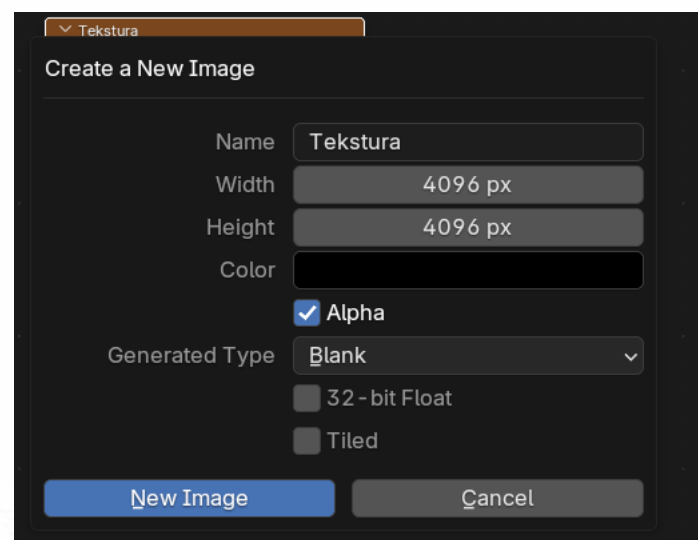 Tekstura
Create a New Image
Name Tekstura
Width 4096 px
Height 4096 px
Color
Alpha
Generated Type Blank
32-bit Float
Tiled
New Image Cancel